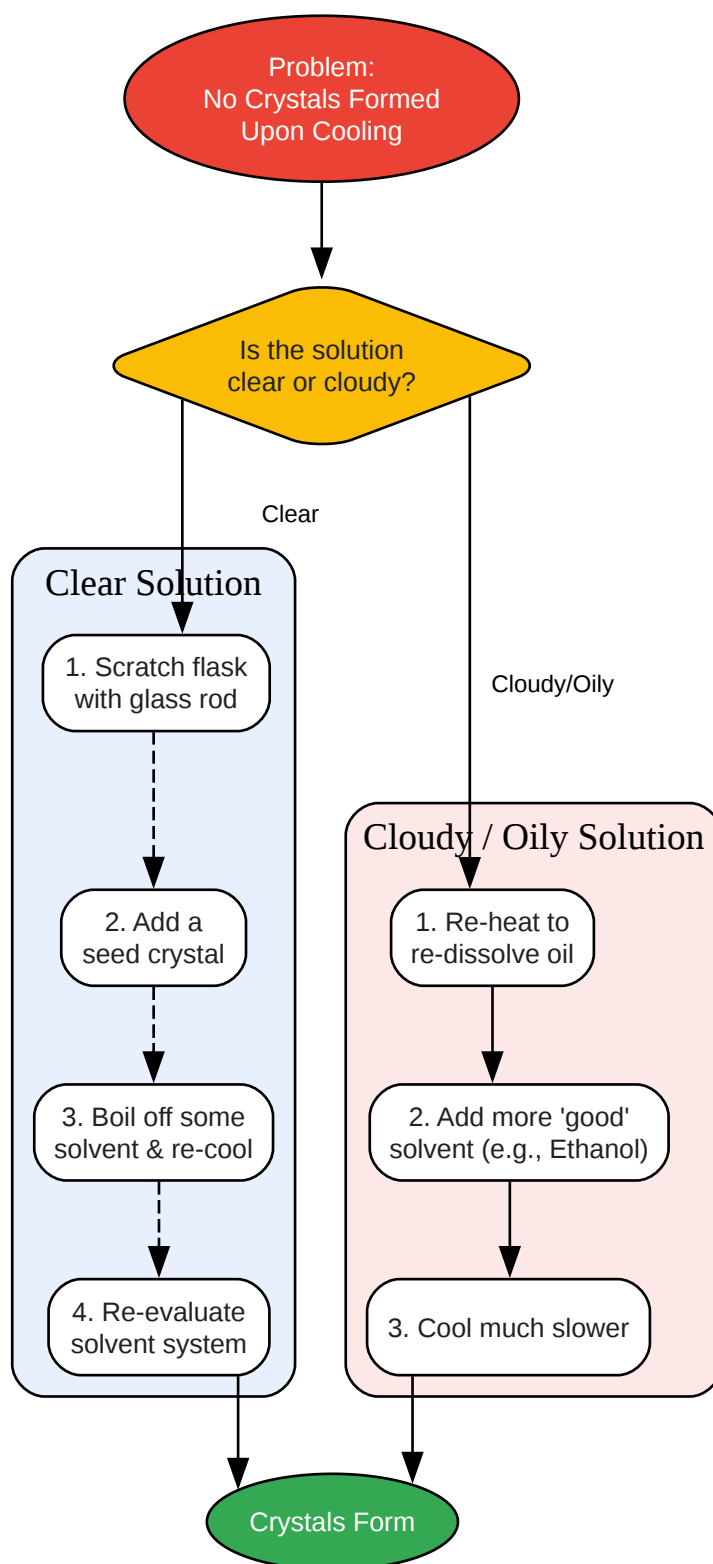 Problem:
No Crystals Formed
Upon Cooling
Is the solution
clear or cloudy?
Clear
Clear Solution
1. Scratch flask
with glass rod
2. Add a
seed crystal
3. Boil off some
solvent & re-cool
4. Re-evaluate
solvent system
Cloudy/Oily
Cloudy / Oily Solution
1. Re-heat to
re-dissolve oil
2. Add more 'good'
solvent (e.g., Ethanol)
3. Cool much slower
Crystals Form